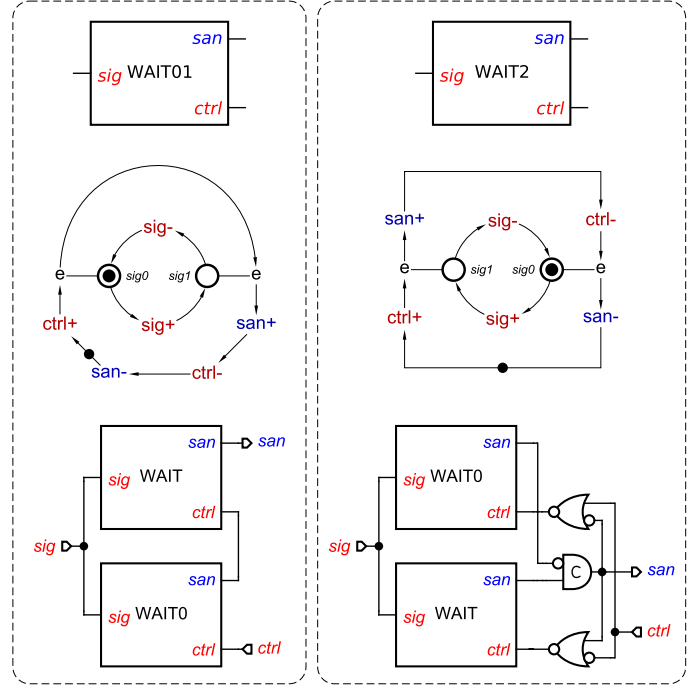 san
sig WAIT01
ctrl
sig-
e sig0 sig1 e
ctrl+ sig+ san+
san- ctrl-
san san
sig WAIT
ctrl
sig
san
sig WAIT0
ctrl ctrl
san
sig WAIT2
ctrl
san+ sig- ctrl-
e sig1 sig0 e
ctrl+ sig+ san-
san
sig WAIT0
ctrl
sig
C san
san
sig WAIT
ctrl
ctrl